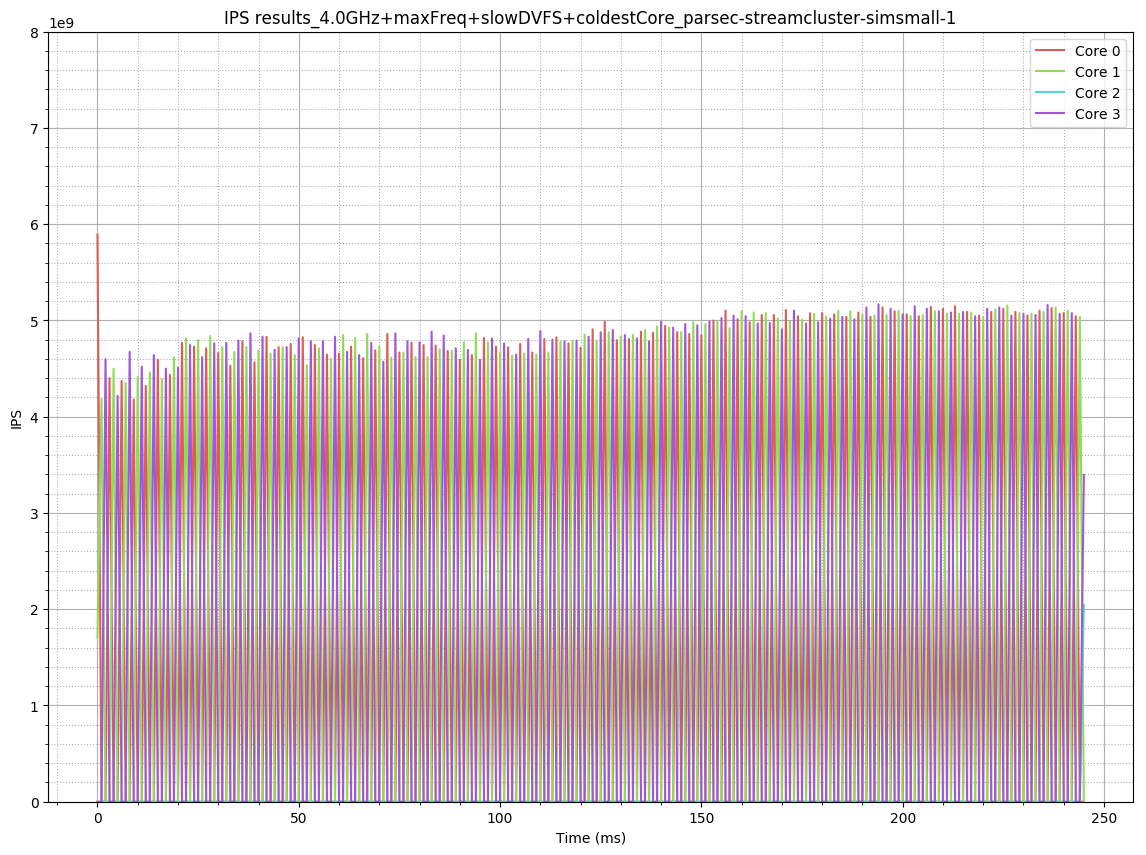 IPS results_4.0GHz+maxFreq+slowDVFS+coldestCore_parsec-streamcluster-simsmall-1
1e9
8
7
6
5
4
3
2
1
0
IPS
Core 0
Core 1
Core 2
Core 3
0 50 100 150 200 250
Time (ms)